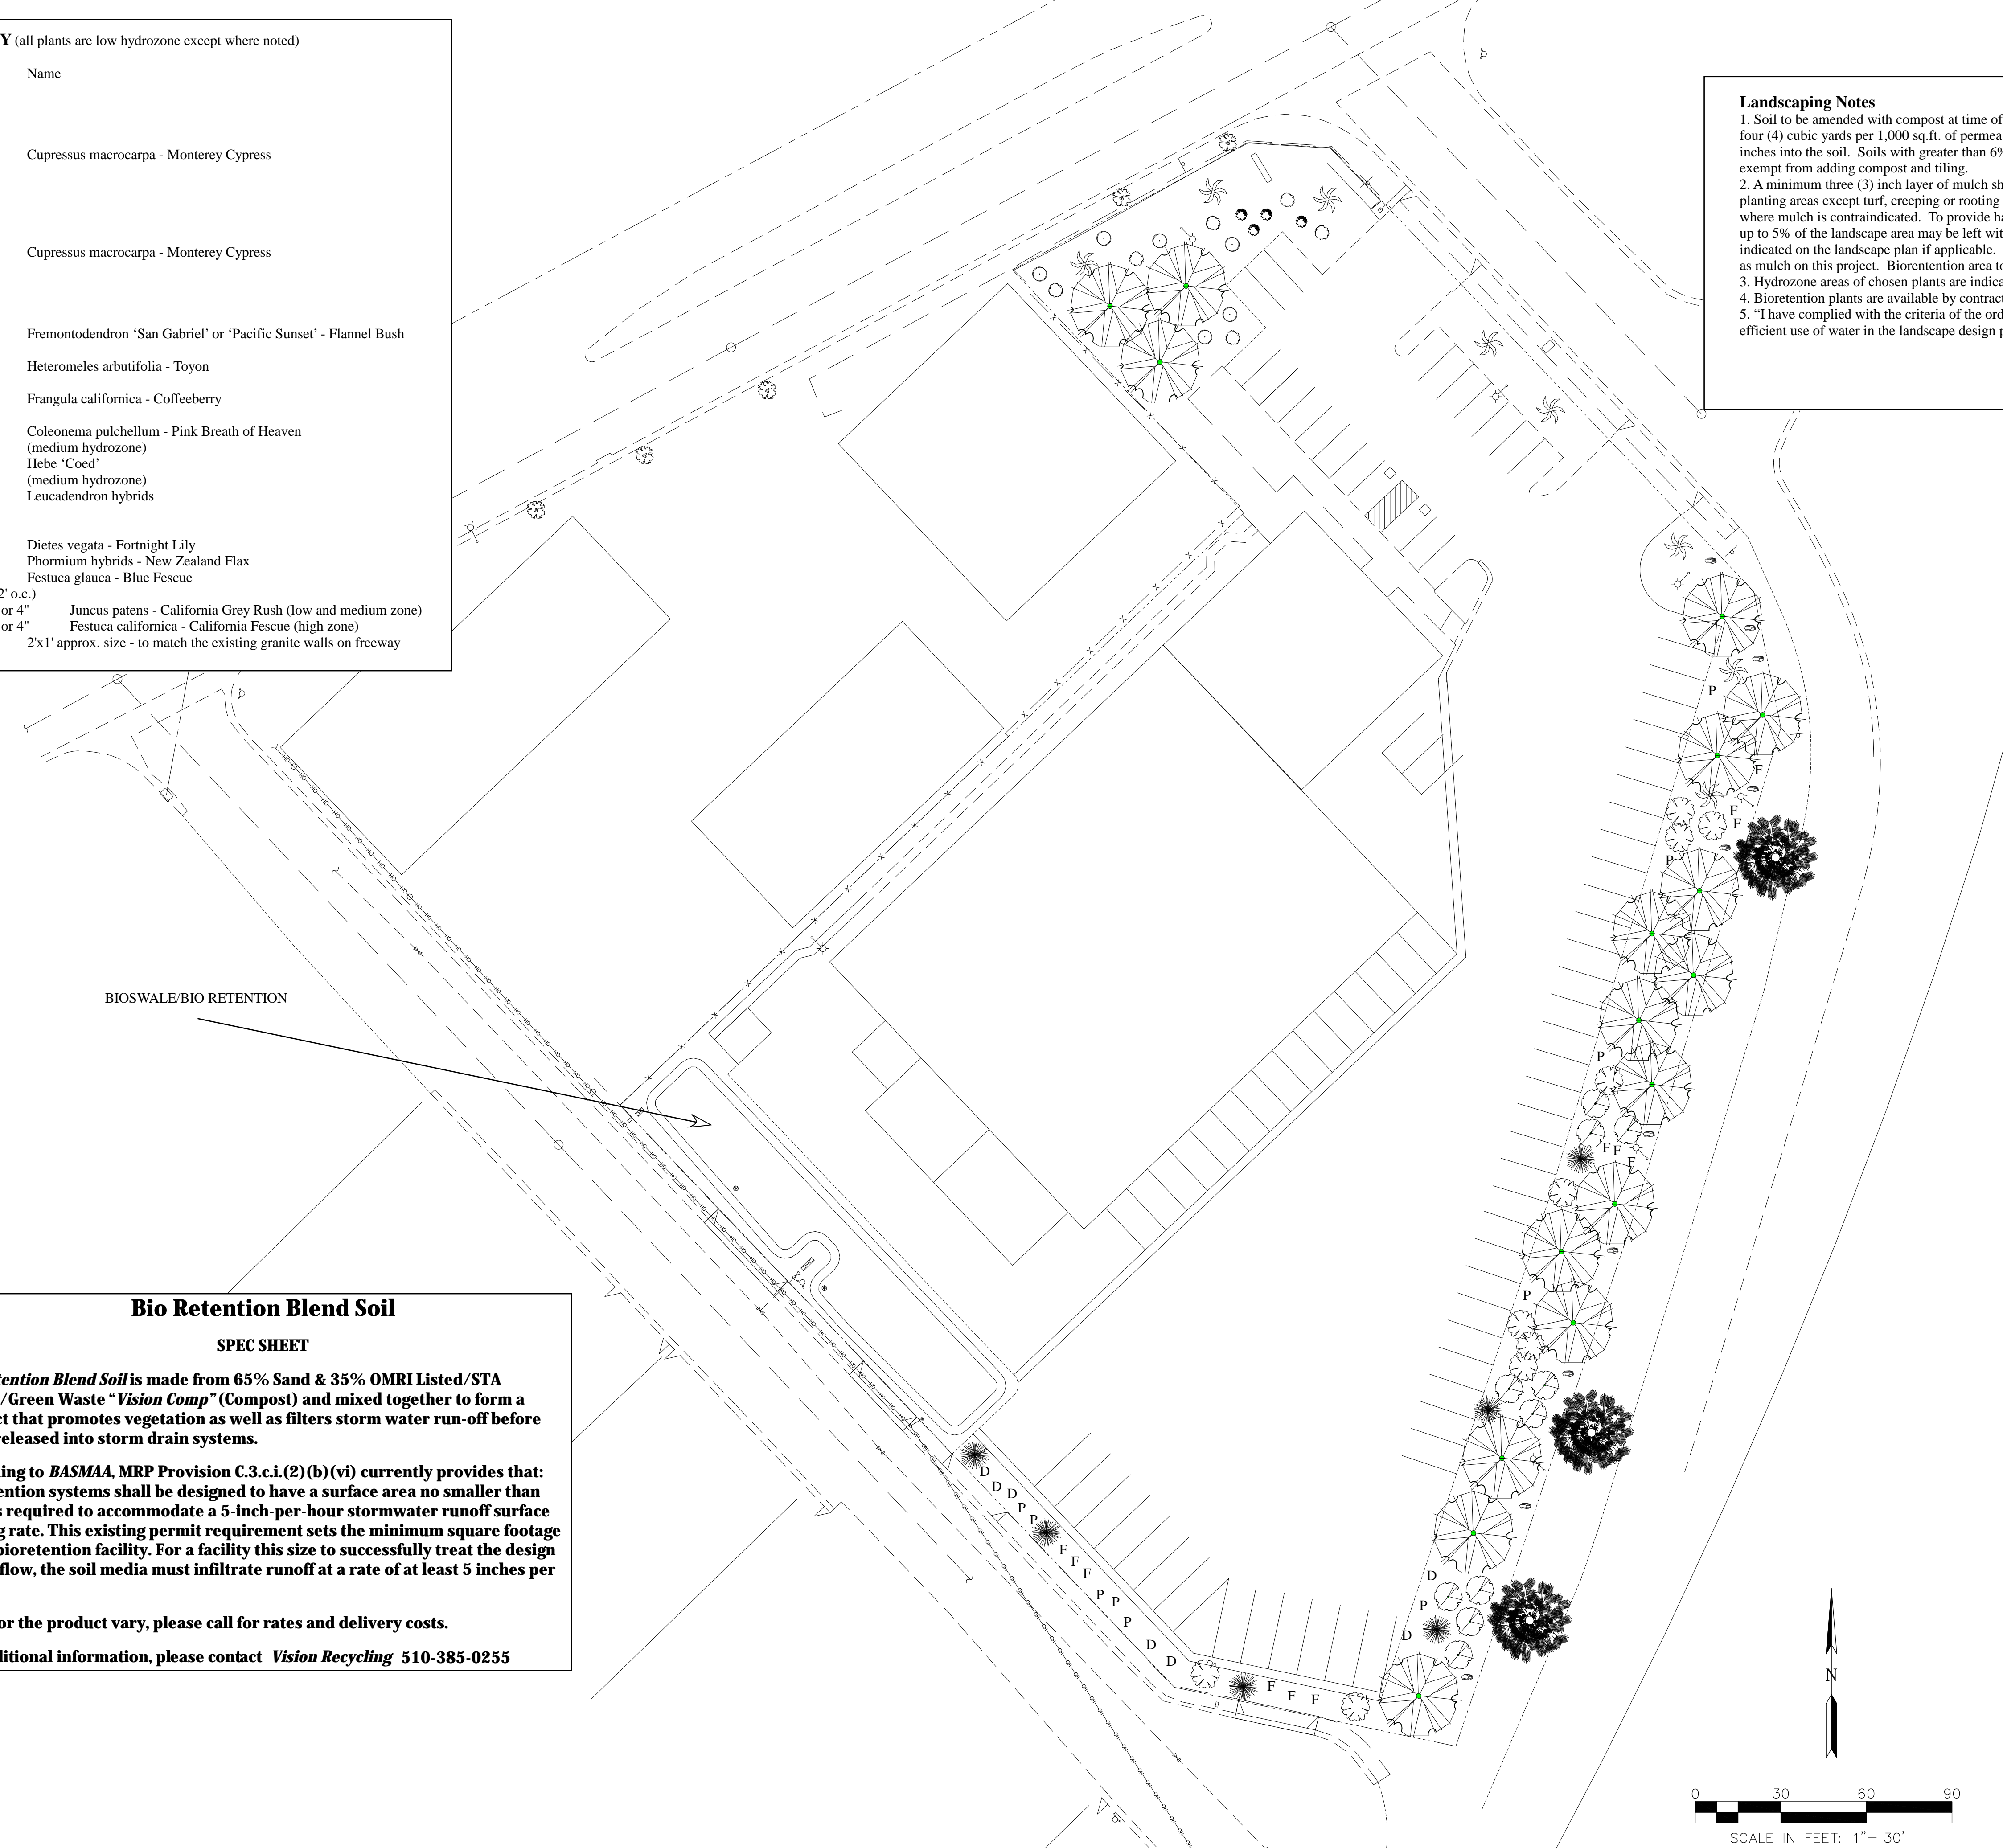 Y (all plants are low hydrozone except where noted)
Name
Cupressus macrocarpa - Monterey Cypress
Cupressus macrocarpa - Monterey Cypress
Fremontodendron ‘San Gabriel’ or ‘Pacific Sunset’ - Flannel Bush
Heteromeles arbutifolia - Toyon
Frangula californica - Coffeeberry
Coleonema pulchellum - Pink Breath of Heaven
(medium hydrozone)
Hebe ‘Coed’
(medium hydrozone)
Leucadendron hybrids
Dietes vegata - Fortnight Lily
Phormium hybrids - New Zealand Flax
Festuca glauca - Blue Fescue
2' o.c.)
or 4" Juncus patens - California Grey Rush (low and medium zone)
or 4" Festuca californica - California Fescue (high zone)
2'x1' approx. size - to match the existing granite walls on freeway
Landscaping Notes
1. Soil to be amended with compost at time of
four (4) cubic yards per 1,000 sq.ft. of permea
inches into the soil. Soils with greater than 6%
exempt from adding compost and tiling.
2. A minimum three (3) inch layer of mulch sh
planting areas except turf, creeping or rooting
where mulch is contraindicated. To provide ha
up to 5% of the landscape area may be left wit
indicated on the landscape plan if applicable.
as mulch on this project. Biorentention area to
3. Hydrozone areas of chosen plants are indica
4. Bioretention plants are available by contract
5. “I have complied with the criteria of the ord
efficient use of water in the landscape design p
P
F
F
F
P
P
F F
F
P
BIOSWALE/BIO RETENTION
Bio Retention Blend Soil
SPEC SHEET
tention Blend Soil is made from 65% Sand & 35% OMRI Listed/STA
/Green Waste “Vision Comp” (Compost) and mixed together to form a
ct that promotes vegetation as well as filters storm water run-off before
released into storm drain systems.
ding to BASMAA, MRP Provision C.3.c.i.(2)(b)(vi) currently provides that:
ention systems shall be designed to have a surface area no smaller than
s required to accommodate a 5-inch-per-hour stormwater runoff surface
g rate. This existing permit requirement sets the minimum square footage
bioretention facility. For a facility this size to successfully treat the design
flow, the soil media must infiltrate runoff at a rate of at least 5 inches per
or the product vary, please call for rates and delivery costs.
ditional information, please contact Vision Recycling 510-385-0255
D
D
D
P
P
F
F
F
P
P
P
D
D
F
F
F
D
P
D
N
0 30 60 90
SCALE IN FEET: 1"= 30'